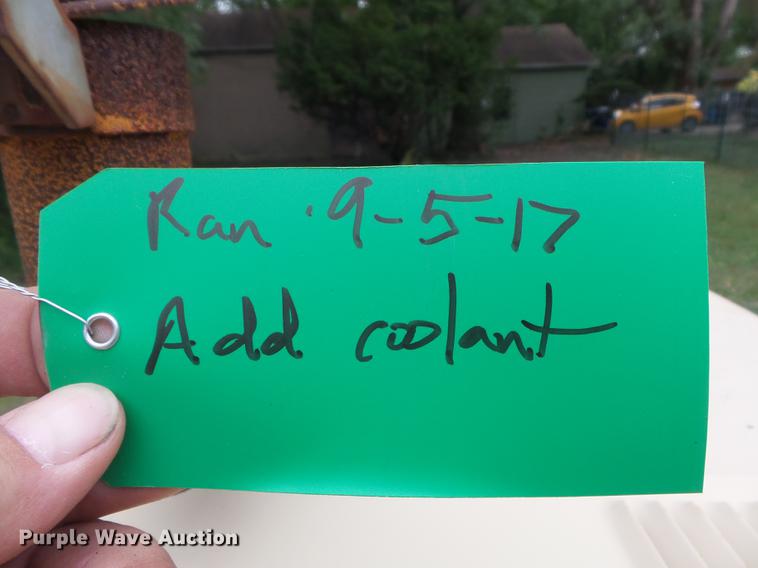 Ran 9-5-17
Add coolant
Purple Wave Auction